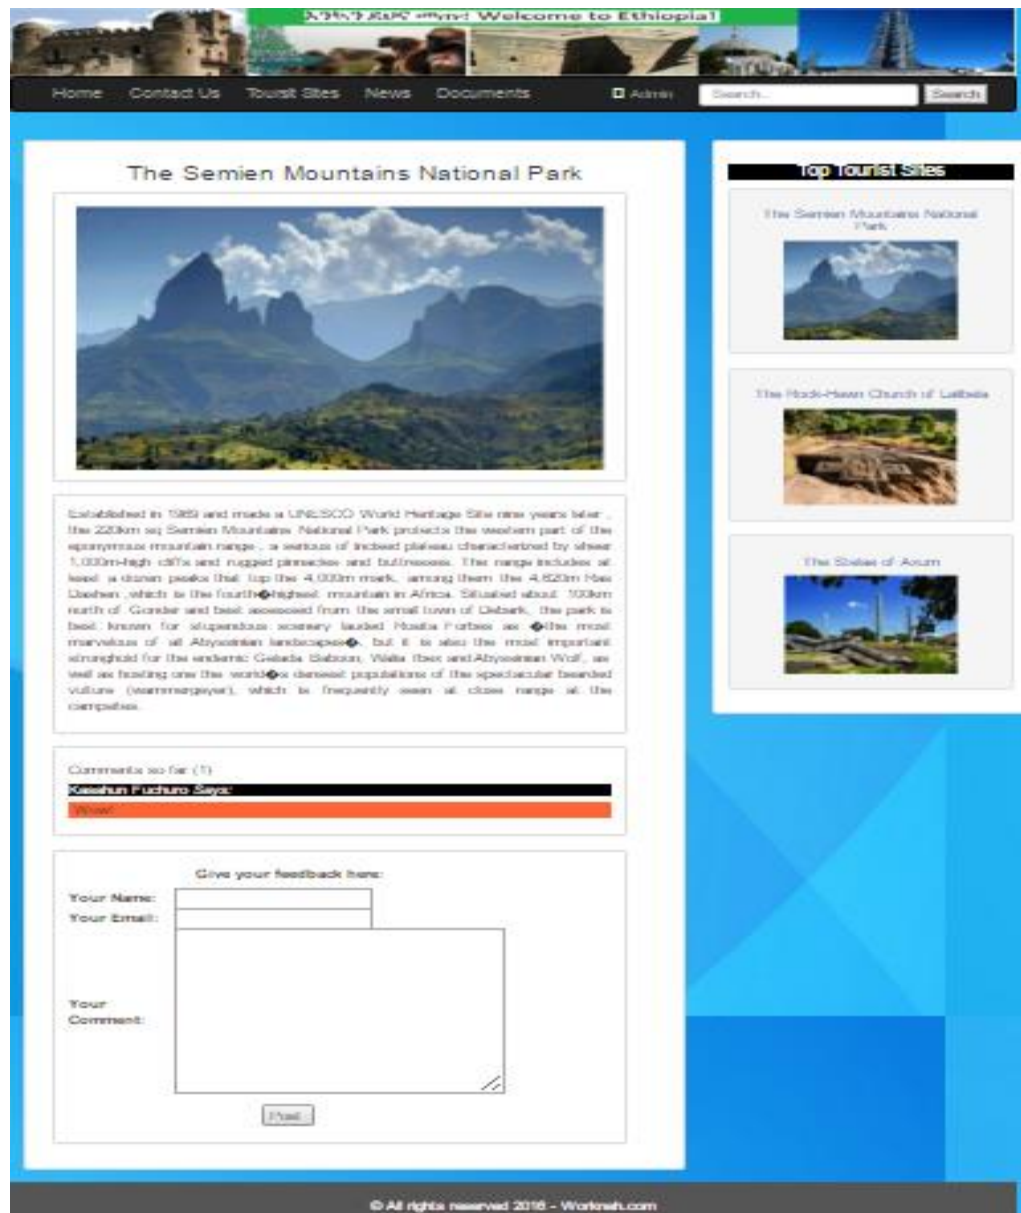 Welcome to Ethiopia!
Home Contact Us Tourist Sites News Documents Admin Search... Search
The Semien Mountains National Park
Established in 1969 and made a UNESCO World Heritage Site nine years later ,
the 220km sq Semien Mountains National Park protects the western part of the
eponymous mountain range , a serious of incised plateau characterized by sheer
1,000m-high cliffs and rugged pinnacles and buttresses. The range includes at
least a dozen peaks that top the 4,000m mark, among them the 4,620m Ras
Dashen ,which is the fourth�highest mountain in Africa. Situated about 100km
north of Gonder and best assessed from the small town of Debark, the park is
best known for stupendous scenery lauded Rosita Forbes as �the most
marvelous of all Abyssinian landscapes�, but it is also the most important
stronghold for the endemic Gelada Baboon, Walia Ibex and Abyssinian Wolf, as
well as hosting one the world�s densest populations of the spectacular bearded
vulture (lammergeyer), which is frequently seen at close range at the
campsites.
Comments so far (1)
Kasahun Fuchuro Says:
Wow!
Give your feedback here:
Your Name:
Your Email:
Your
Comment:
Post
Top Tourist Sites
The Semien Mountains National
Park
The Rock-Hewn Church of Lalibela
The Stelae of Axum
© All rights reserved 2016 - Workneh.com